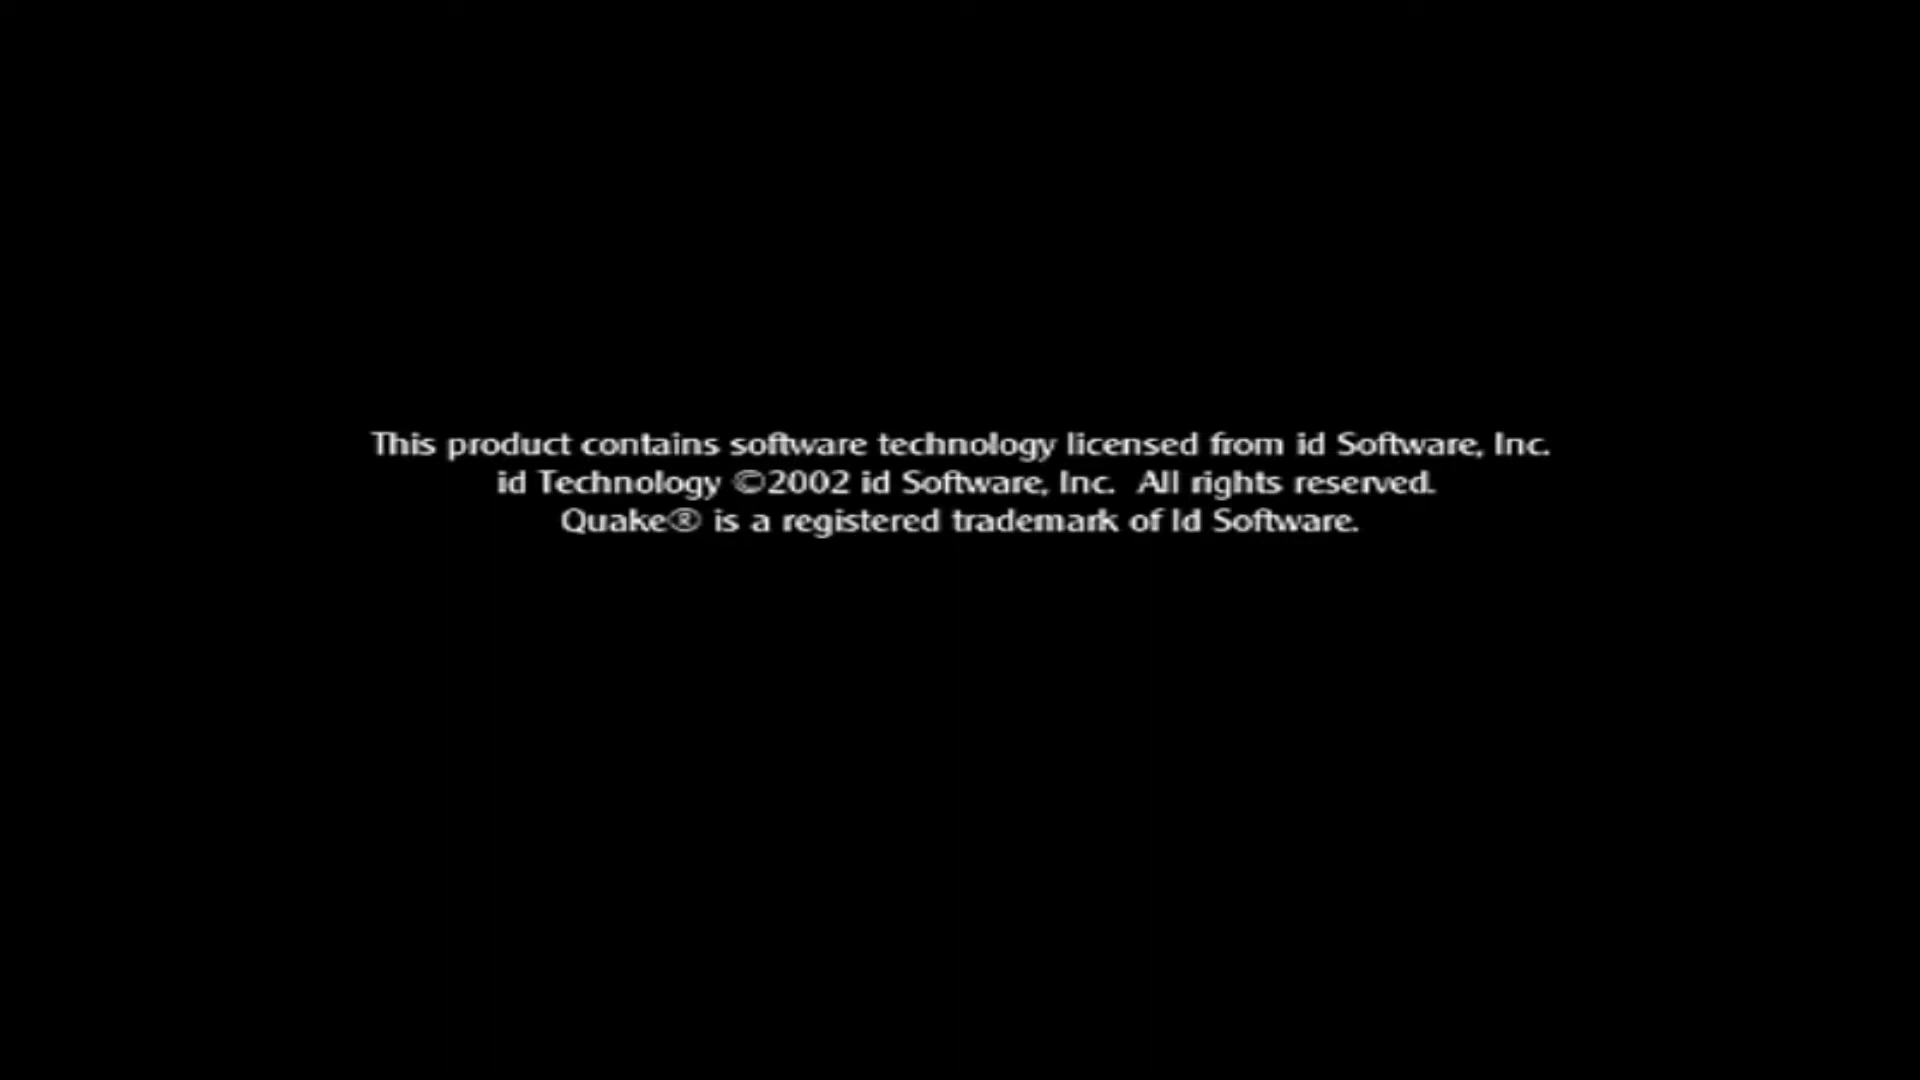 This product contains software technology licensed from id Software, Inc.
id Technology ©2002 id Software, Inc.  All rights reserved.
Quake® is a registered trademark of Id Software.